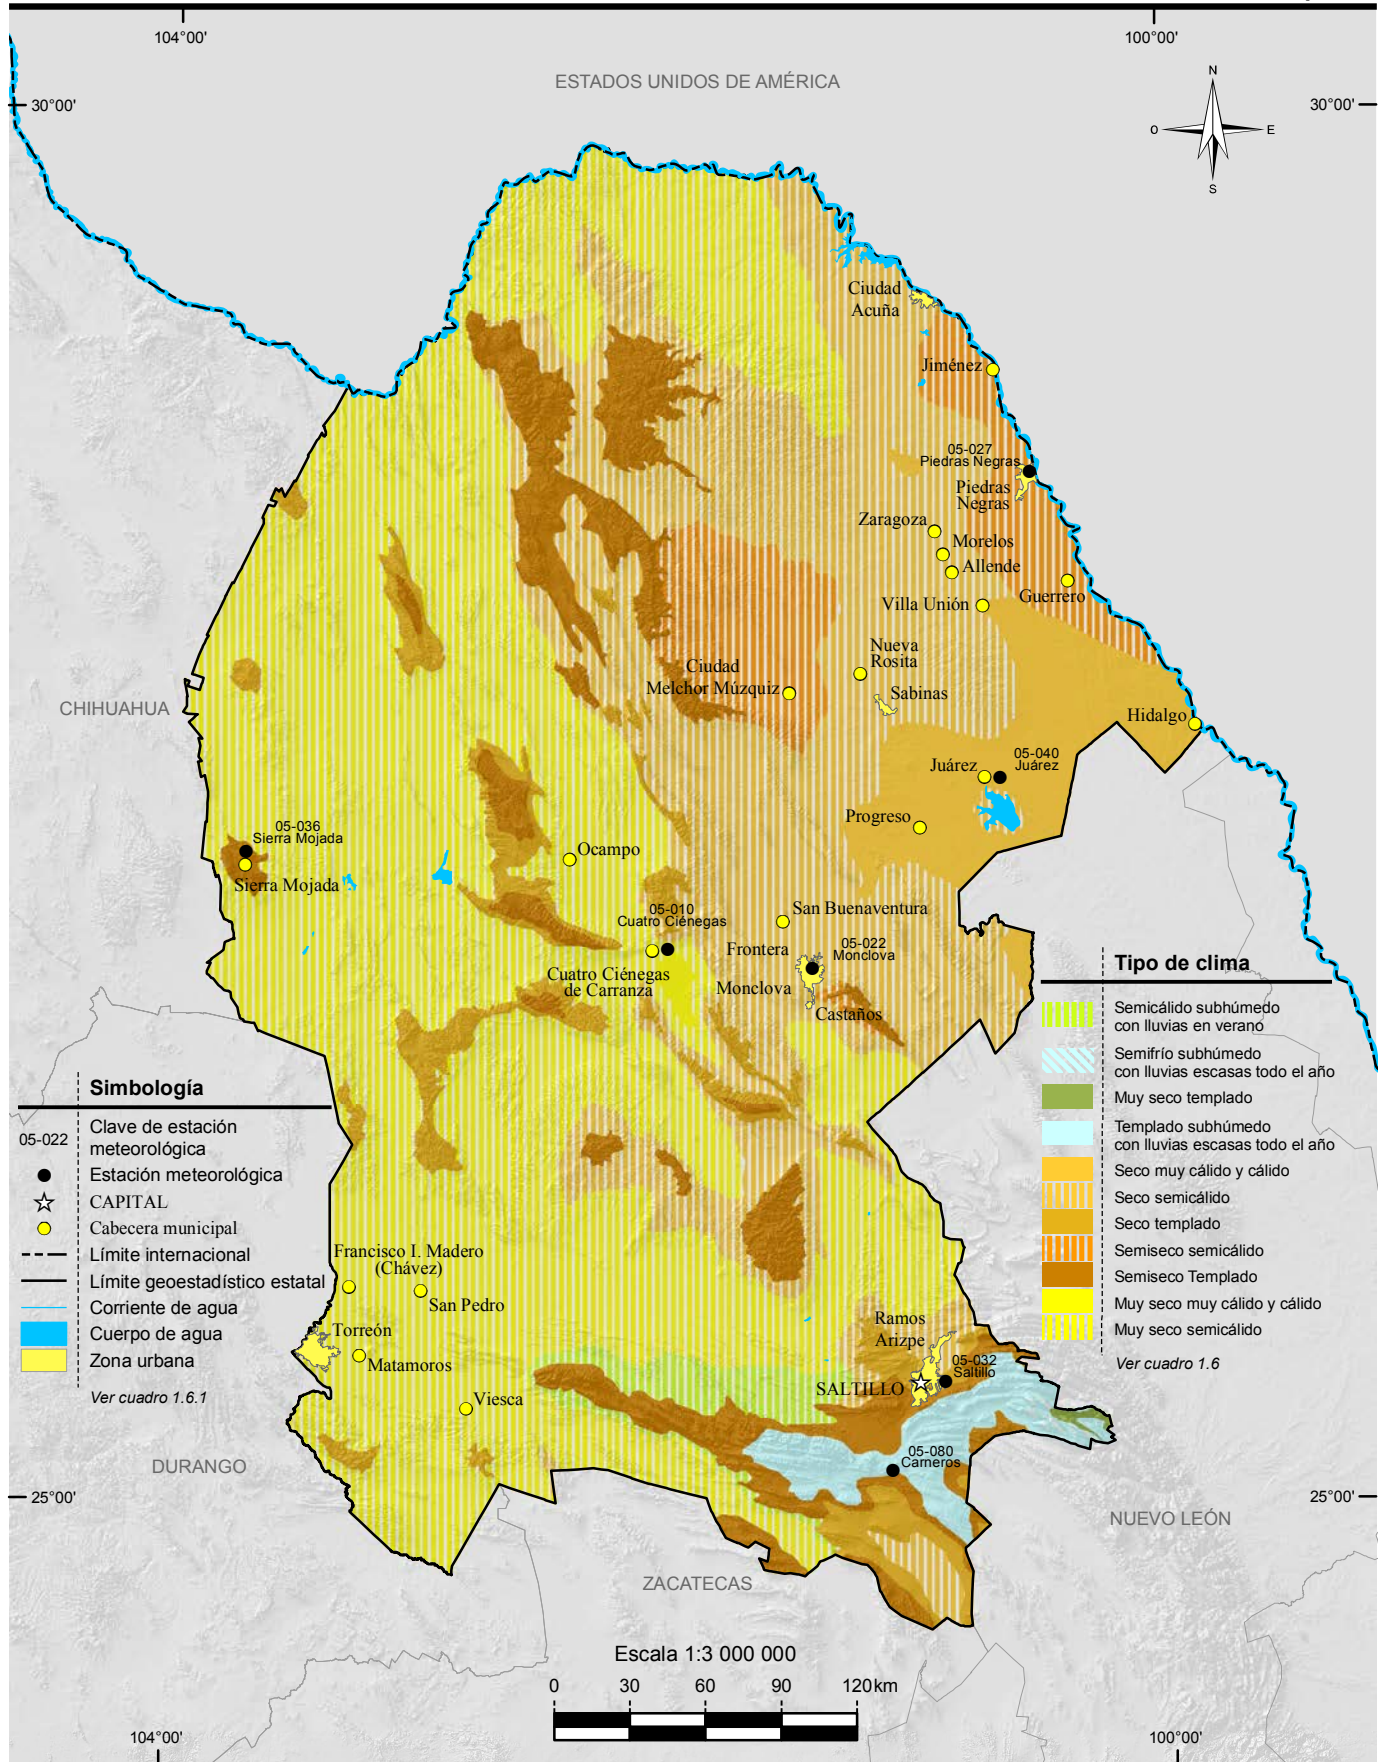 104°00'
100°00'
ESTADOS UNIDOS DE AMÉRICA
N
O
E
S
30°00'
30°00'
Ciudad
Acuña
Jiménez
05-027
Piedras Negras
Piedras
Negras
Zaragoza
Morelos
Allende
Guerrero
Villa Unión
Nueva
Rosita
Ciudad
Melchor Múzquiz
Sabinas
CHIHUAHUA
Hidalgo
05-040
Juárez
Juárez
Progreso
05-036
Sierra Mojada
Sierra Mojada
Ocampo
05-010
Cuatro Ciénegas
San Buenaventura
Frontera
05-022
Monclova
Cuatro Ciénegas
de Carranza
Monclova
Castaños
Tipo de clima
Semicálido subhúmedo
con lluvias en verano
Semifrío subhúmedo
con lluvias escasas todo el año
Muy seco templado
Templado subhúmedo
con lluvias escasas todo el año
Seco muy cálido y cálido
Seco semicálido
Seco templado
Semiseco semicálido
Semiseco Templado
Muy seco muy cálido y cálido
Muy seco semicálido
Ver cuadro 1.6
Simbología
05-022
Clave de estación
meteorológica
Estación meteorológica
CAPITAL
Cabecera municipal
Límite internacional
Límite geoestadístico estatal
Corriente de agua
Cuerpo de agua
Zona urbana
Ver cuadro 1.6.1
Francisco I. Madero
(Chávez)
San Pedro
Torreón
Matamoros
Viesca
Ramos
Arizpe
05-032
Saltillo
SALTILLO
05-080
Carneros
DURANGO
25°00'
25°00'
NUEVO LEÓN
ZACATECAS
Escala 1:3 000 000
0 30 60 90 120km
104°00'
100°00'